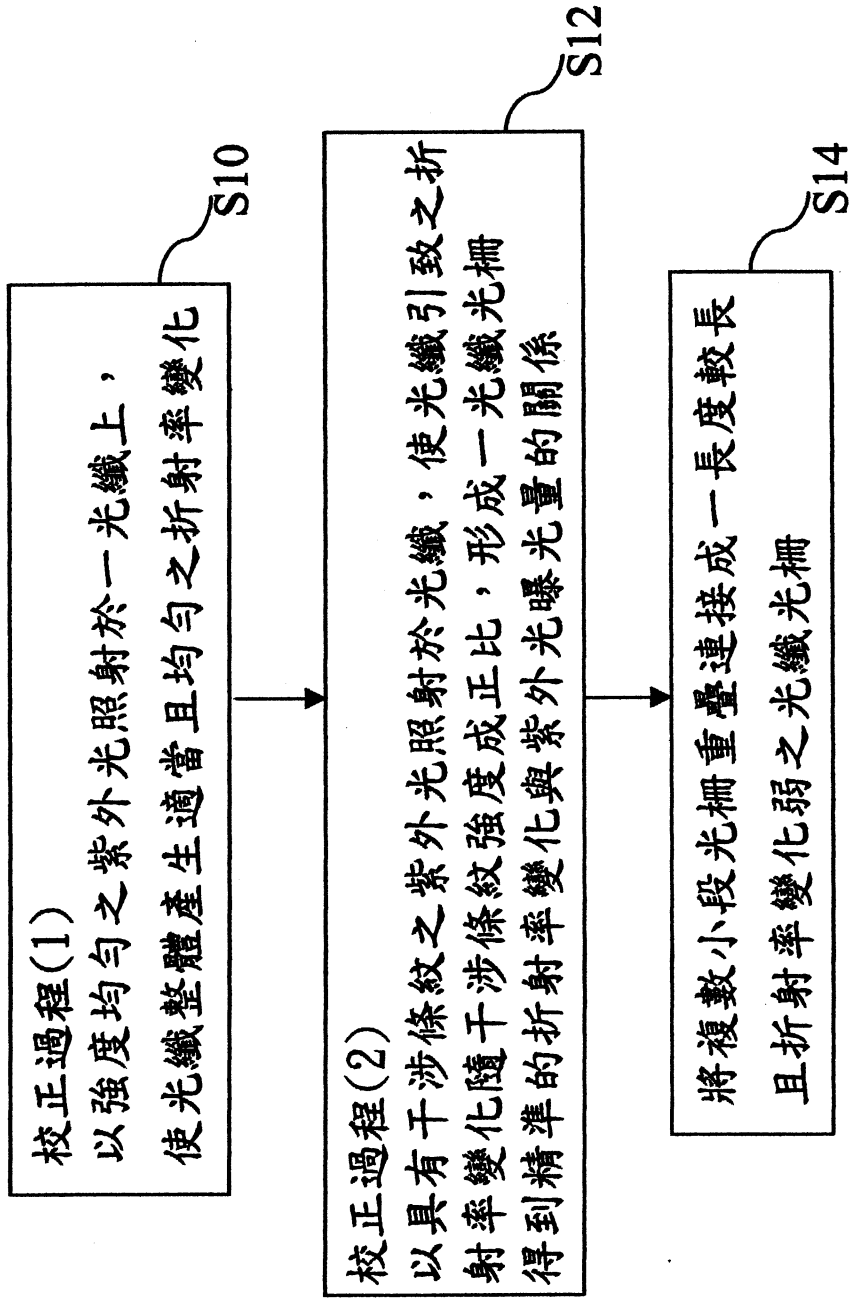 校正過程(1)
以強度均勻之紫外光照射於一光纖上，
使光纖整體產生適當且均勻之折射率變化
S10
校正過程(2)
以具有干涉條紋之紫外光照射於光纖，使光纖引致之折
射率變化隨干涉條紋強度成正比，形成一光纖光柵
得到精準的折射率變化與紫外光曝光量的關係
S12
將複數小段光柵重疊連接成一長度較長
且折射率變化弱之光纖光柵
S14